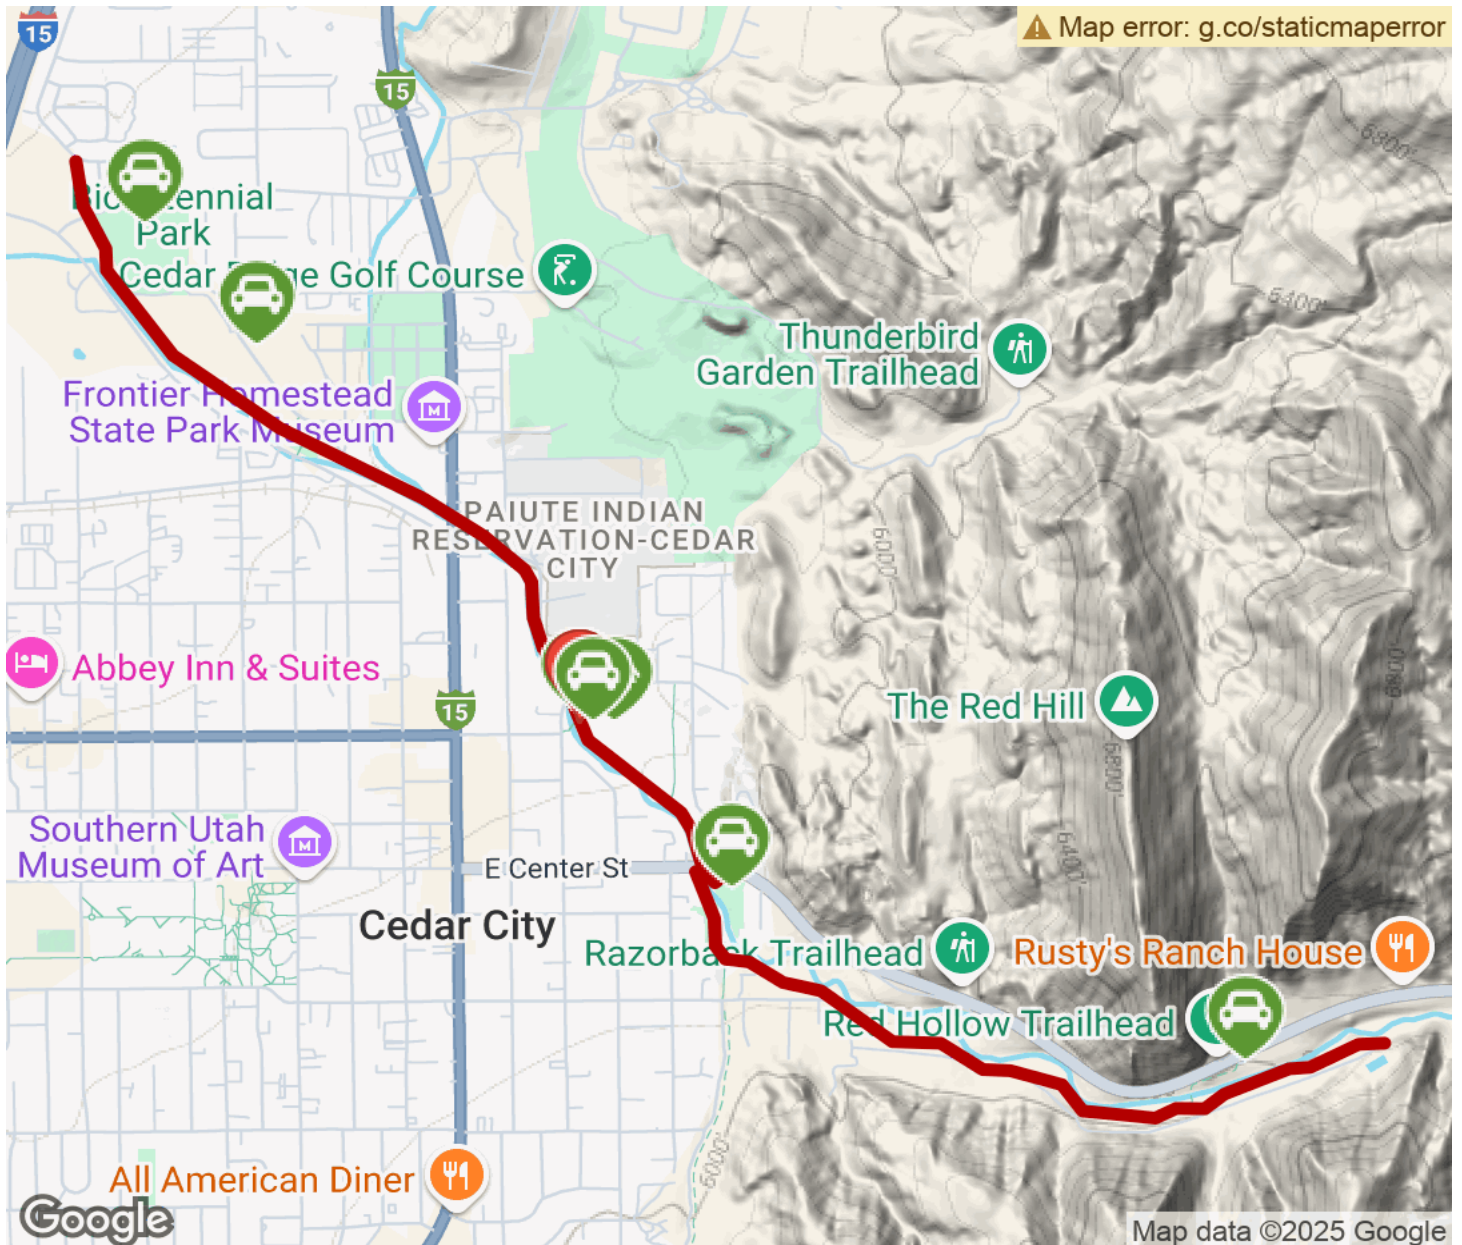 15
Map error: g.co/staticmaperror
15
6800'
Park
Cedar Ridge Golf Course
6400'
Thunderbird
Garden Trailhead
Frontier Homestead
State Park Museum
PAIUTE INDIAN
RESERVATION-CEDAR
CITY
6000'
Abbey Inn & Suites
The Red Hill
15
6800'
Southern Utah
Museum of Art
E Center St
6400'
Cedar City
Razorback Trailhead
Rusty's Ranch House
Red Hollow Trailhead
6000'
All American Diner
Google
Map data ©2025 Google